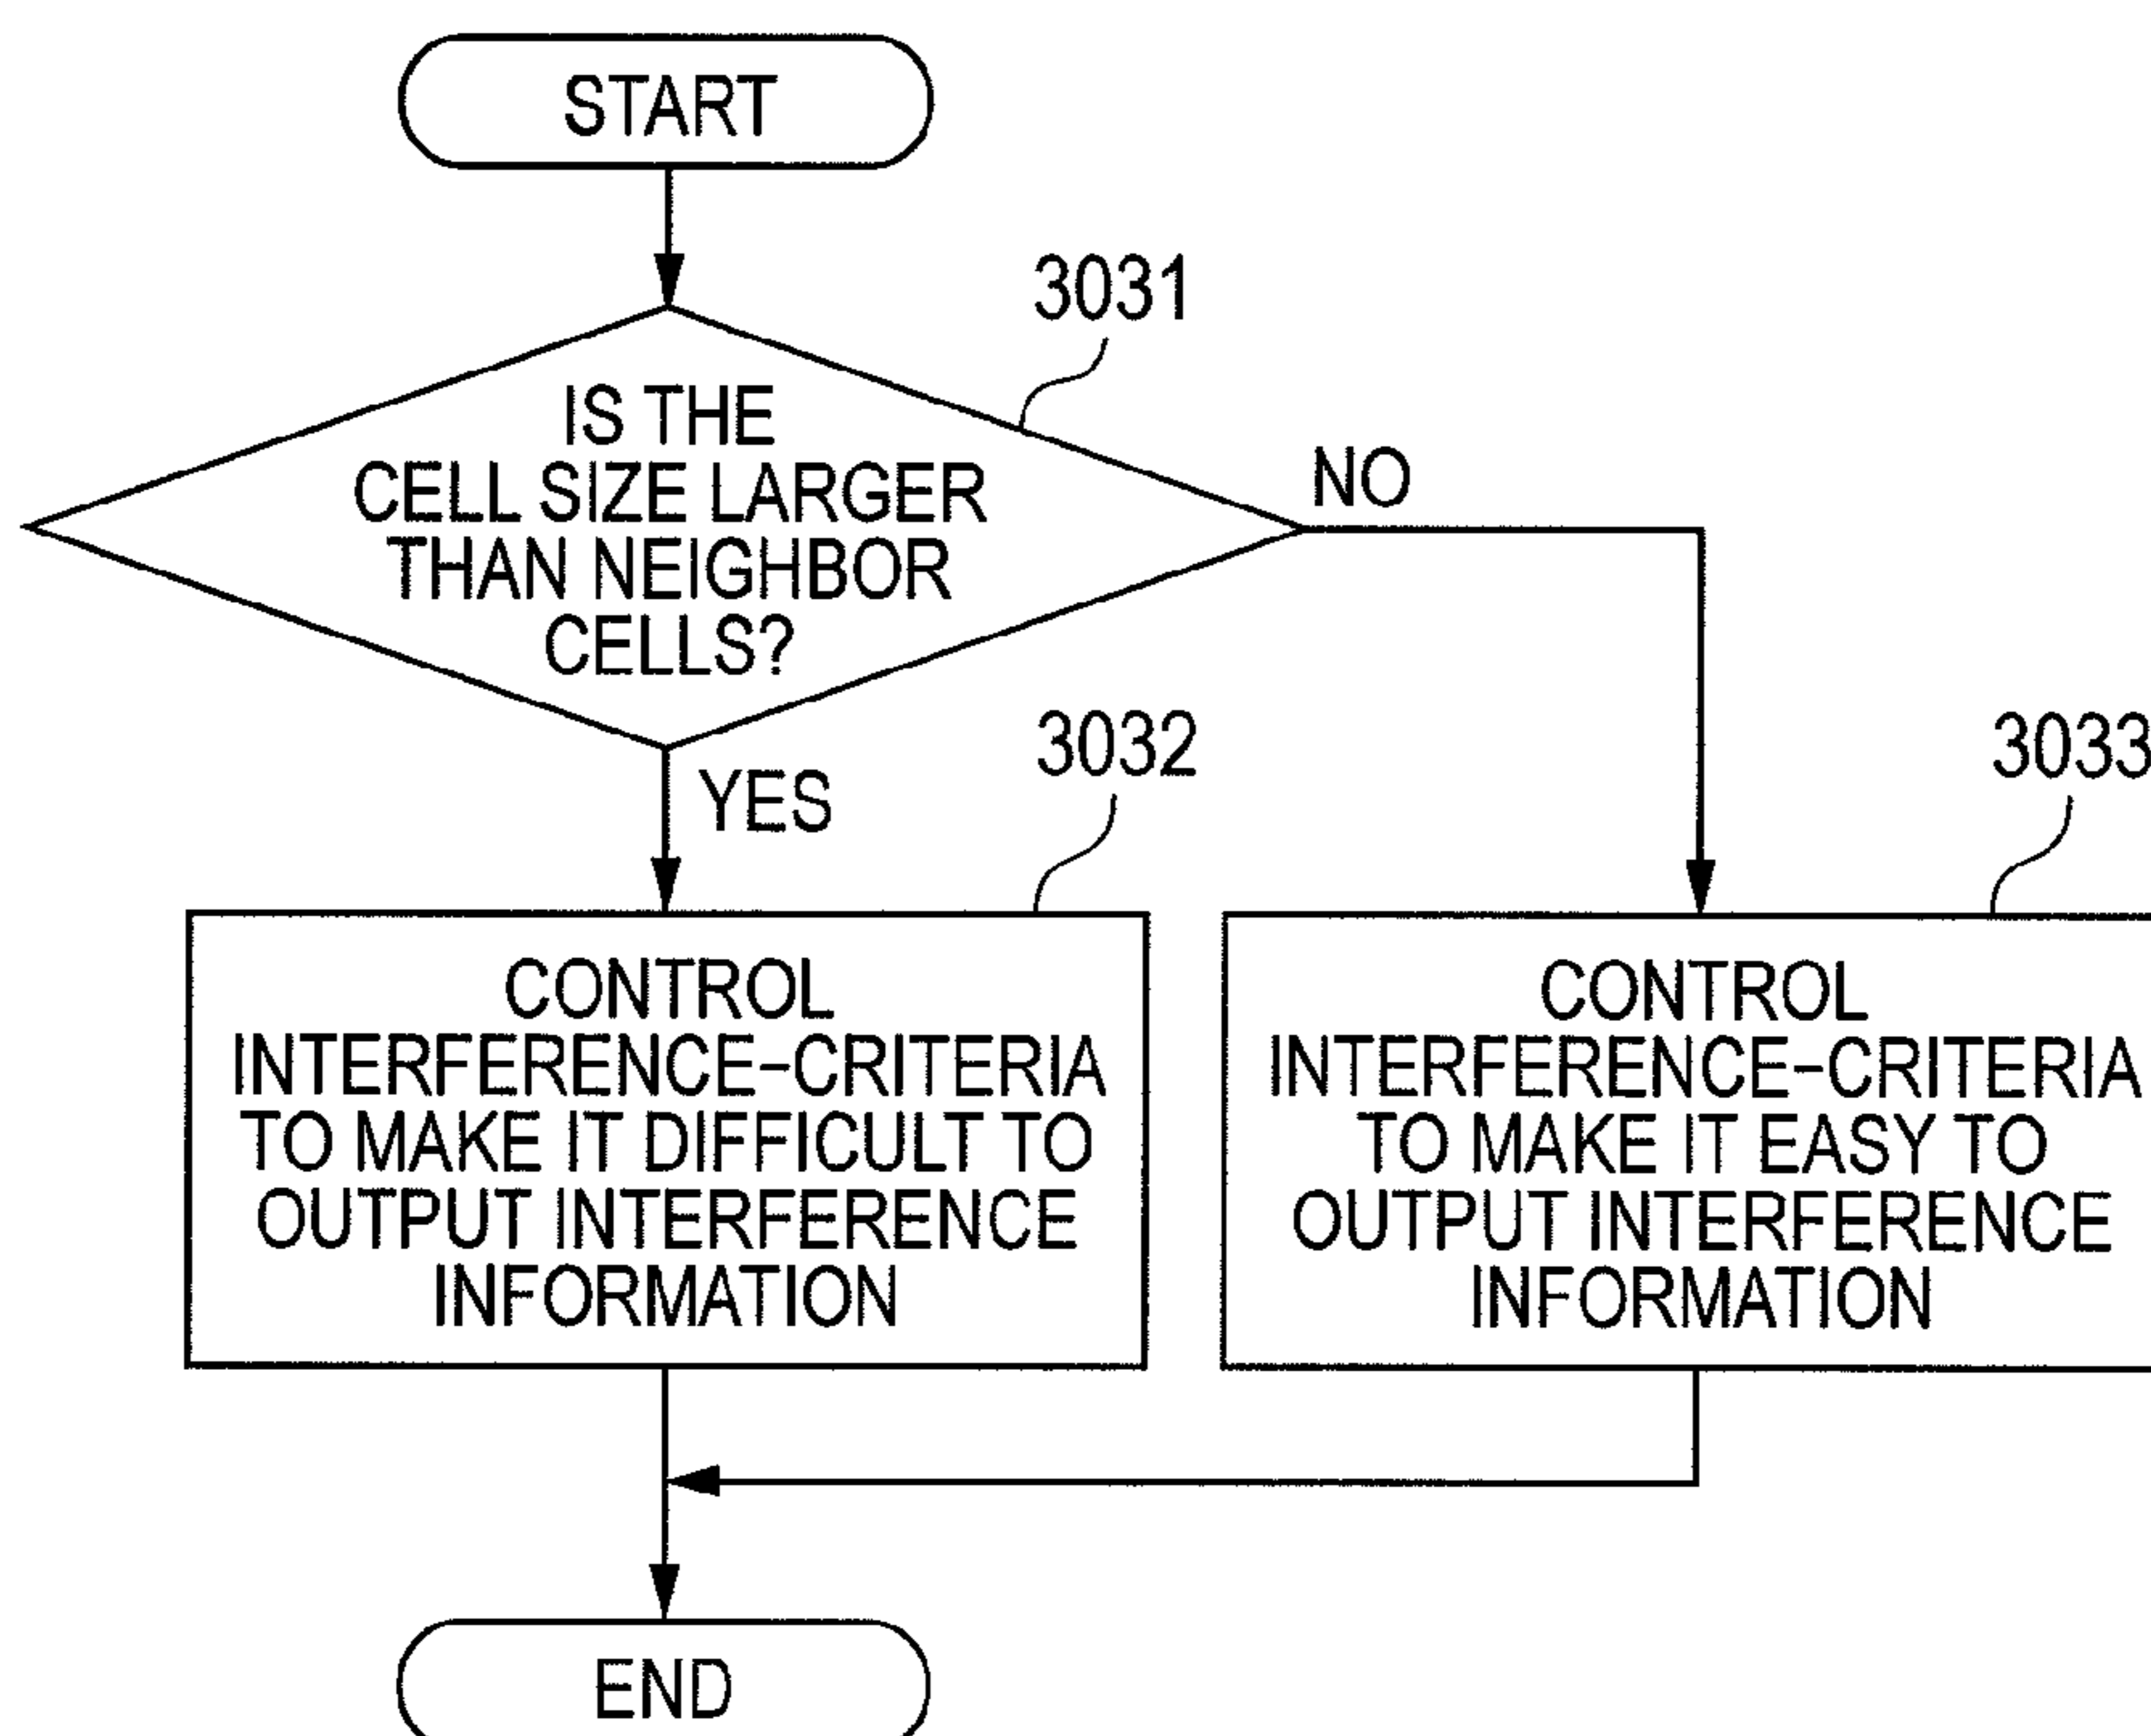 START
3031
IS THE
CELL SIZE LARGER
THAN NEIGHBOR
CELLS?
NO
YES
3032
3033
CONTROL
INTERFERENCE-CRITERIA
TO MAKE IT DIFFICULT TO
OUTPUT INTERFERENCE
INFORMATION
CONTROL
INTERFERENCE-CRITERIA
TO MAKE IT EASY TO
OUTPUT INTERFERENCE
INFORMATION
END